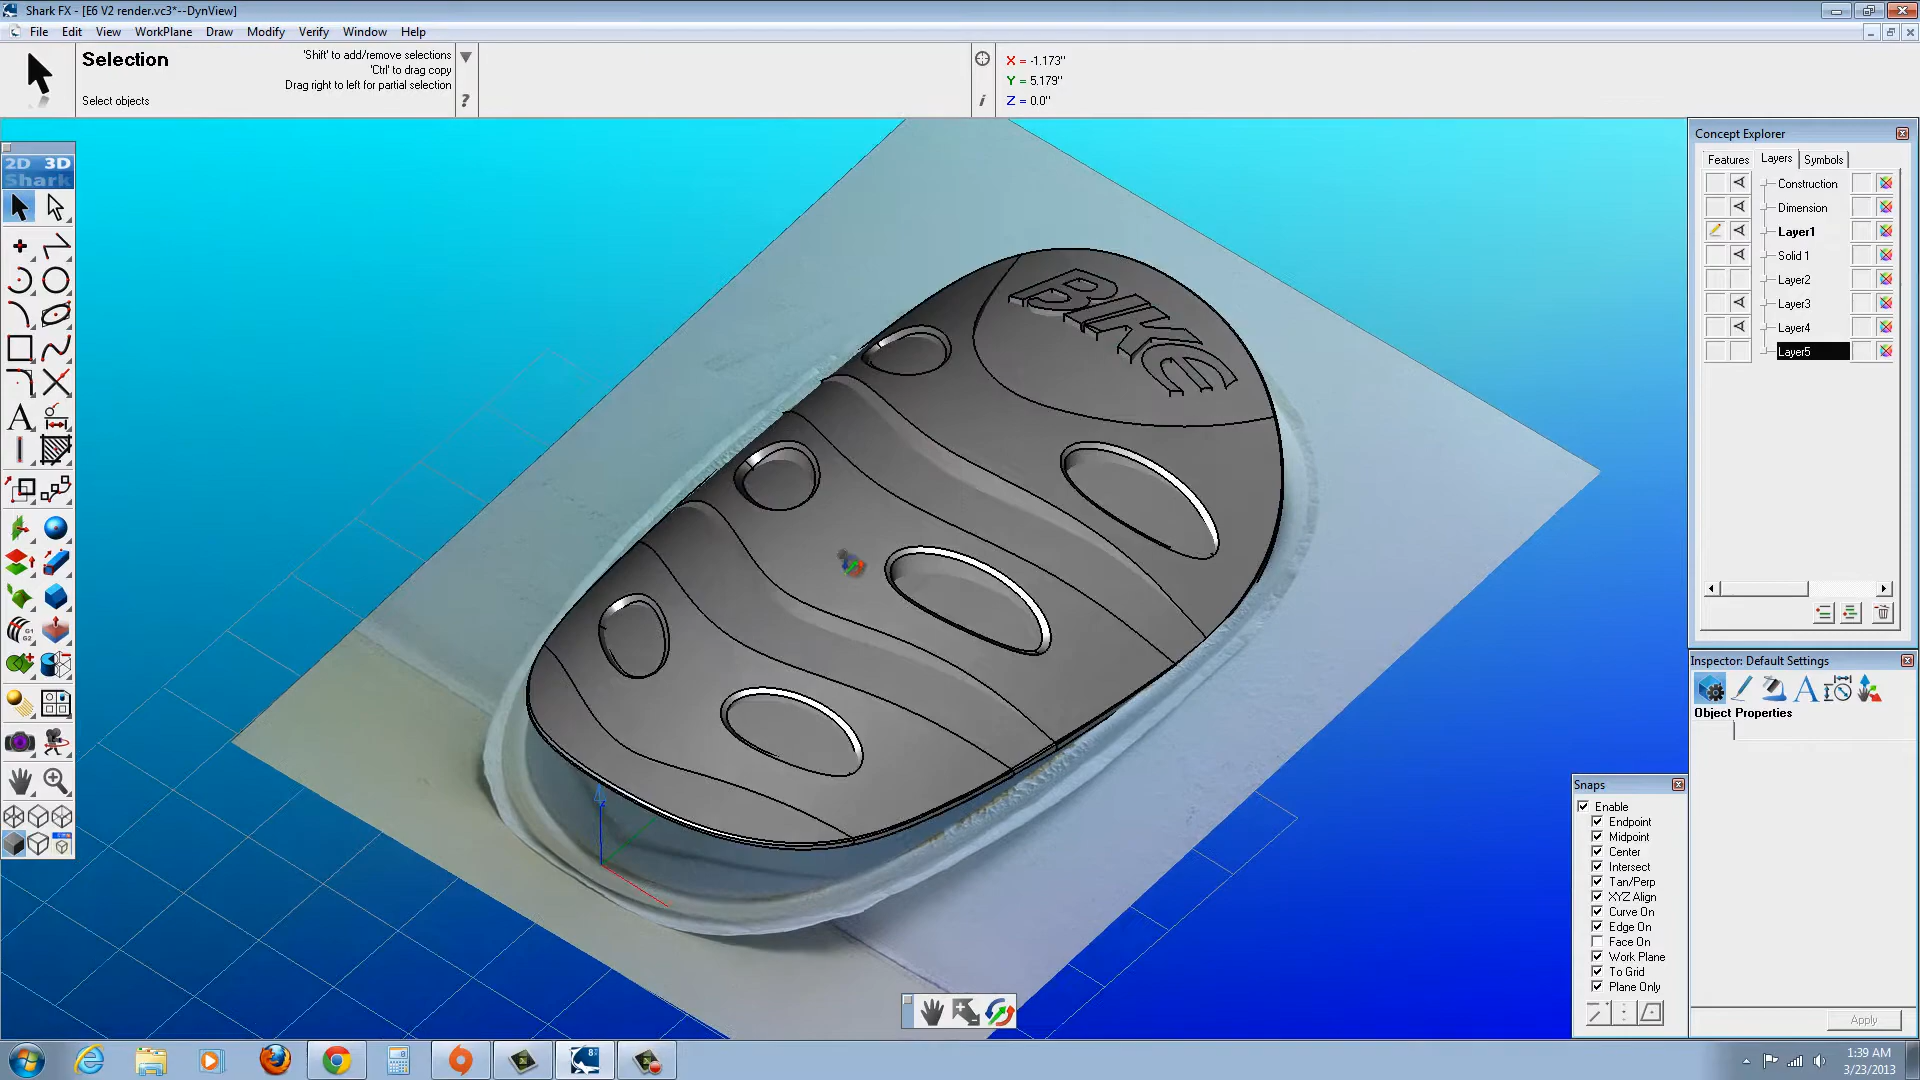 Shark FX - [E6 V2 render.vc3*--DynView]
File Edit View WorkPlane Draw Modify Verify Window Help
Selection
'Shift' to add/remove selections
'Ctrl' to drag copy
Drag right to left for partial selection
Select objects
?
i
X = -1.173"
Y = 5.179"
Z = 0.0"
2D 3D
Shark
BIKE
Concept Explorer
Features Layers Symbols
Construction
Dimension
Layer1
Solid 1
Layer2
Layer3
Layer4
Layer5
Inspector: Default Settings
Object Properties
Snaps
Enable
Endpoint
Midpoint
Center
Intersect
Tan/Perp
XYZ Align
Curve On
Edge On
Face On
Work Plane
To Grid
Plane Only
Apply
1:39 AM
3/23/2013